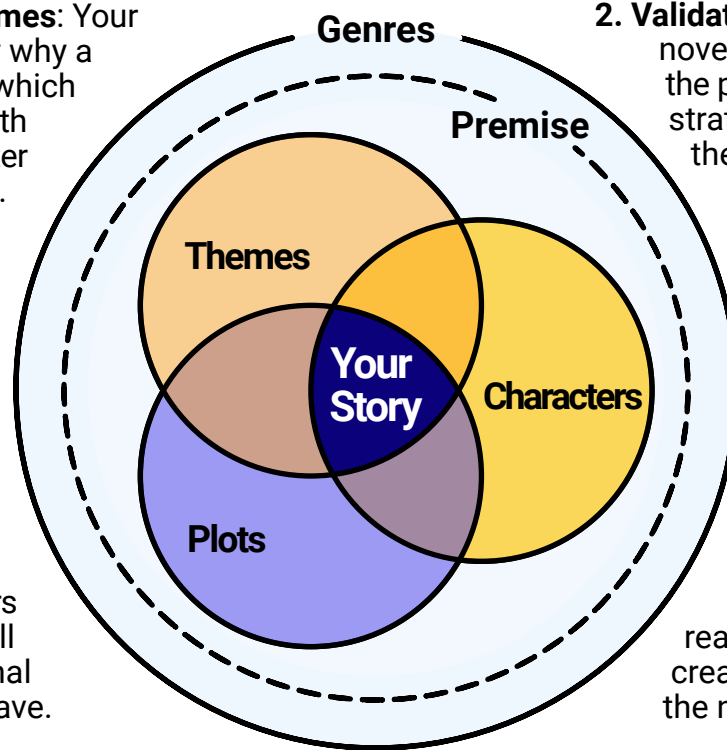 mes: Your
why a
which
th
er
.
Genres
2. Validat
nove
the p
strat
the
Premise
Themes
Your
Story
Characters
Plots
rs
ll
nal
ave.
rea
crea
the n